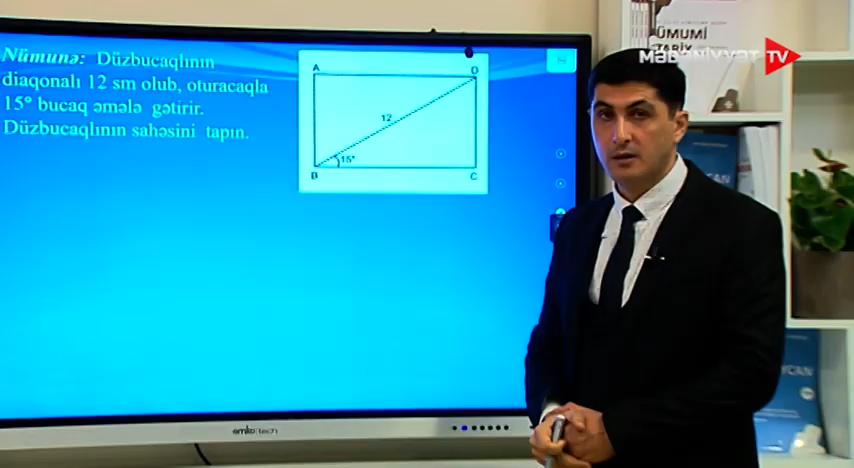 Nümunə: Düzbucaqlının
diaqonalı 12 sm olub, oturacaqla
15° bucaq əmələ gətirir.
Düzbucaqlının sahəsini tapın.
A
D
12
15°
B
C
ÜMUMİ
TARİX
MƏDƏNİYYƏT TV